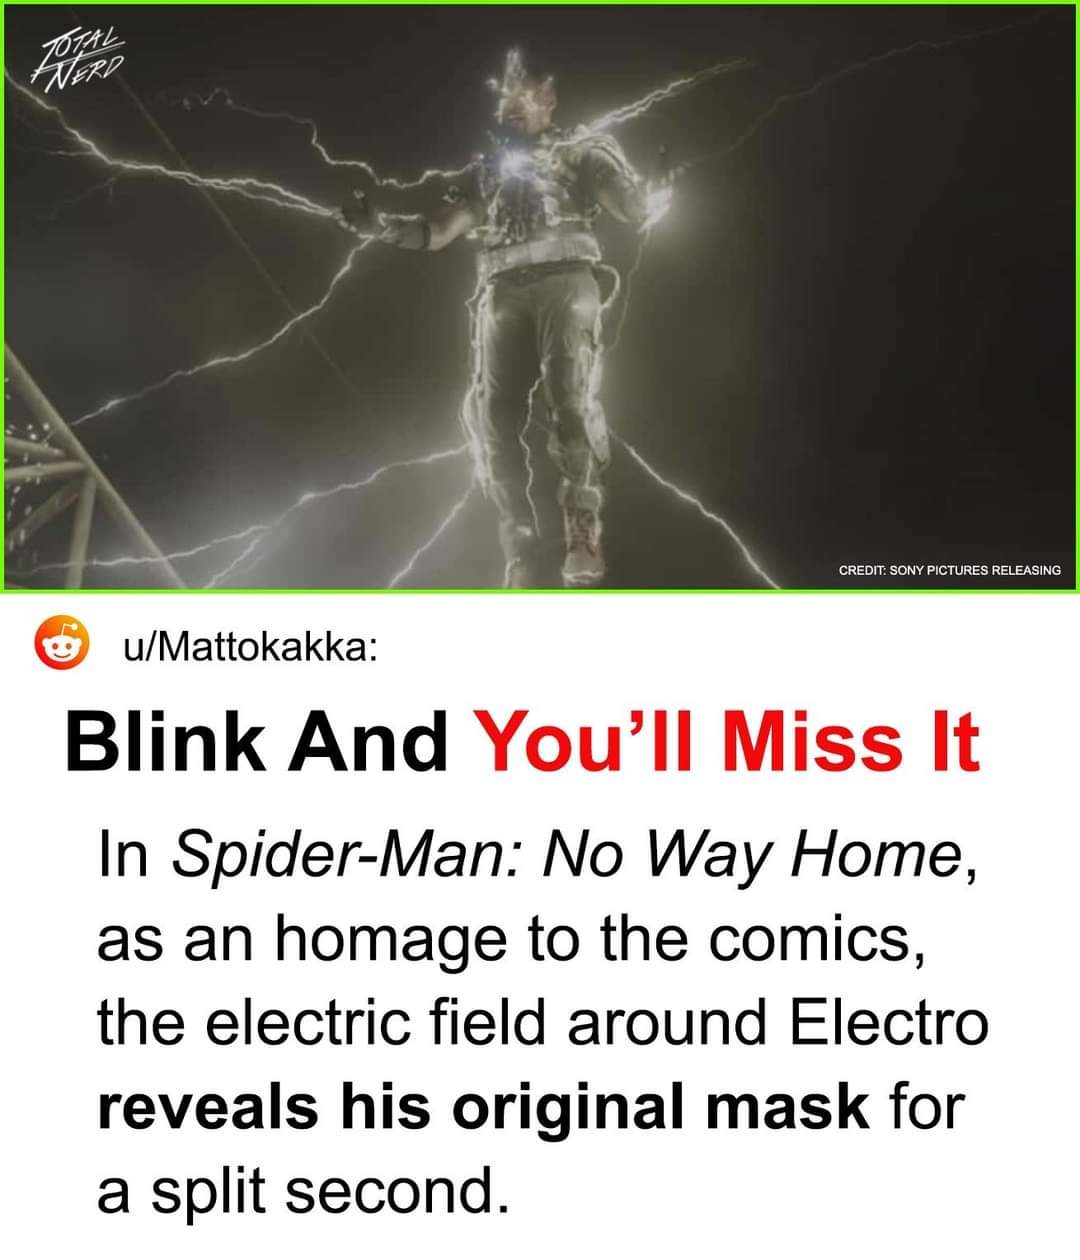 TOTAL
NERD
CREDIT: SONY PICTURES RELEASING
u/Mattokakka:
Blink And You’ll Miss It
In Spider-Man: No Way Home,
as an homage to the comics,
the electric field around Electro
reveals his original mask for
a split second.